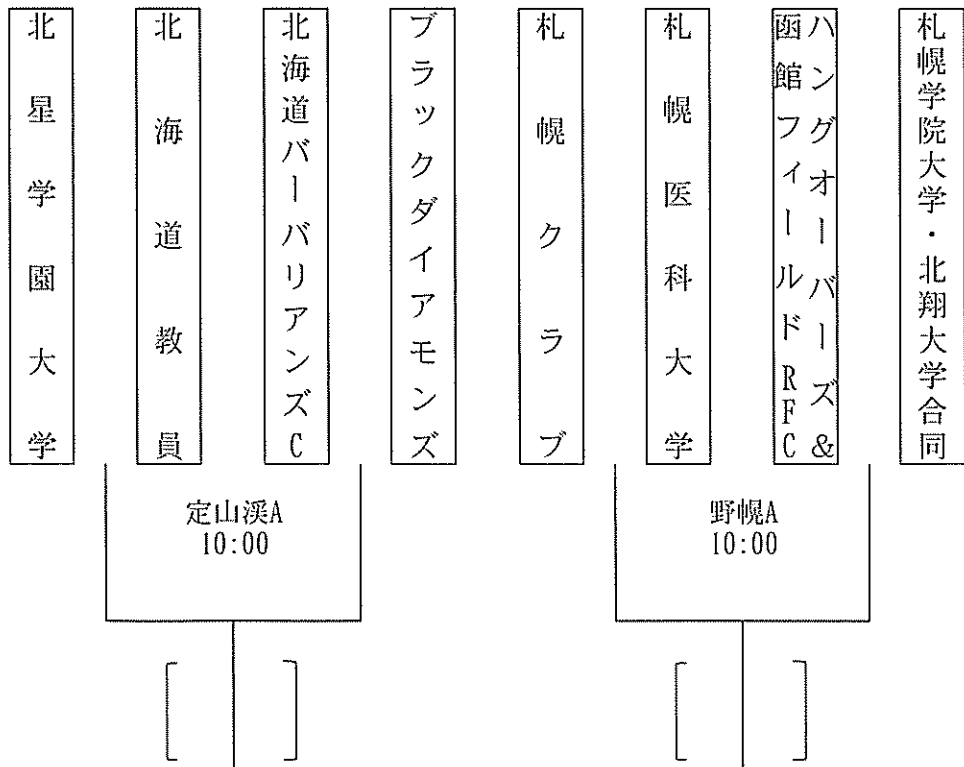 北星学園大学
北海道教員
北海道バーバリアンズC
ブラックダイアモンズ
札幌クラブ
札幌医科大学
ハングオーバーズ&
函館フィールドRFC
札幌学院大学・北翔大学合同
定山渓A
10:00
野幌A
10:00